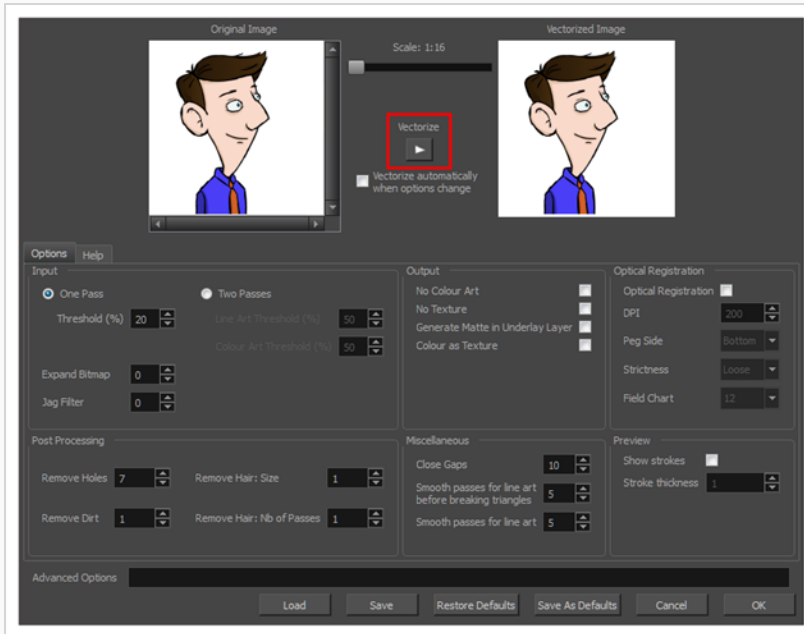 Original Image
Vectorized Image
Scale: 1:16
Vectorize
Vectorize automatically
when options change
Options Help
Input
One Pass Two Passes
Threshold (%) 20 Line Art Threshold (%) 50
Colour Art Threshold (%) 50
Expand Bitmap 0
Jag Filter 0
Output
No Colour Art
No Texture
Generate Matte in Underlay Layer
Colour as Texture
Optical Registration
Optical Registration
DPI 200
Peg Side Bottom
Strictness Loose
Field Chart 12
Post Processing
Remove Holes 7 Remove Hair: Size 1
Remove Dirt 1 Remove Hair: Nb of Passes 1
Miscellaneous
Close Gaps 10
Smooth passes for line art
before breaking triangles 5
Smooth passes for line art 5
Preview
Show strokes
Stroke thickness 1
Advanced Options
Load Save Restore Defaults Save As Defaults Cancel OK